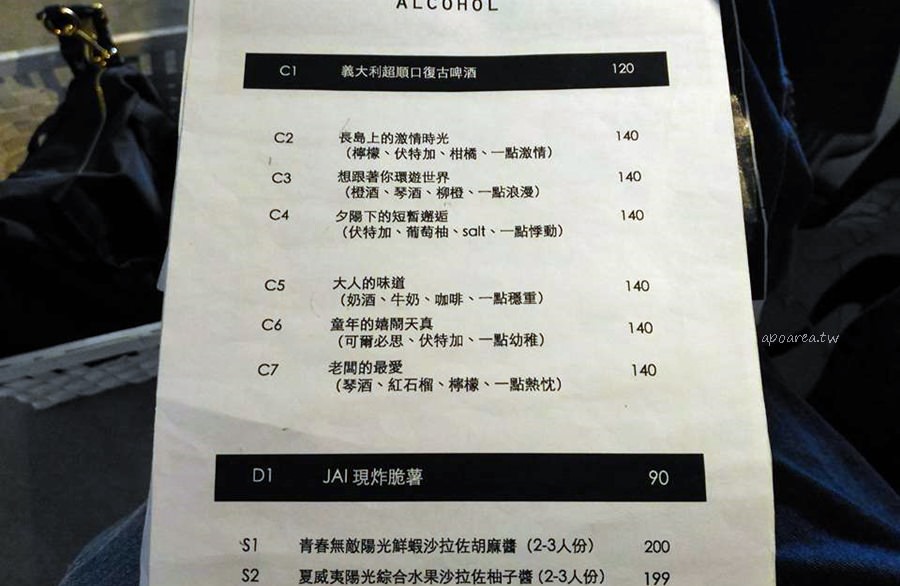 ALCOHOL
C1 義大利超順口復古啤酒 120
C2 長島上的激情時光 140
（檸檬、伏特加、柑橘、一點激情）
C3 想跟著你環遊世界 140
（橙酒、琴酒、柳橙、一點浪漫）
C4 夕陽下的短暫邂逅 140
（伏特加、葡萄柚、salt、一點悸動）
C5 大人的味道 140
（奶酒、牛奶、咖啡、一點穩重）
C6 童年的嬉鬧天真 140
（可爾必思、伏特加、一點幼稚）
C7 老闆的最愛 140
（琴酒、紅石榴、檸檬、一點熱忱）
D1 JAI 現炸脆薯 90
S1 青春無敵陽光鮮蝦沙拉佐胡麻醬（2-3人份） 200
S2 夏威夷陽光綜合水果沙拉佐柚子醬（2-3人份） 199
apoarea.tw